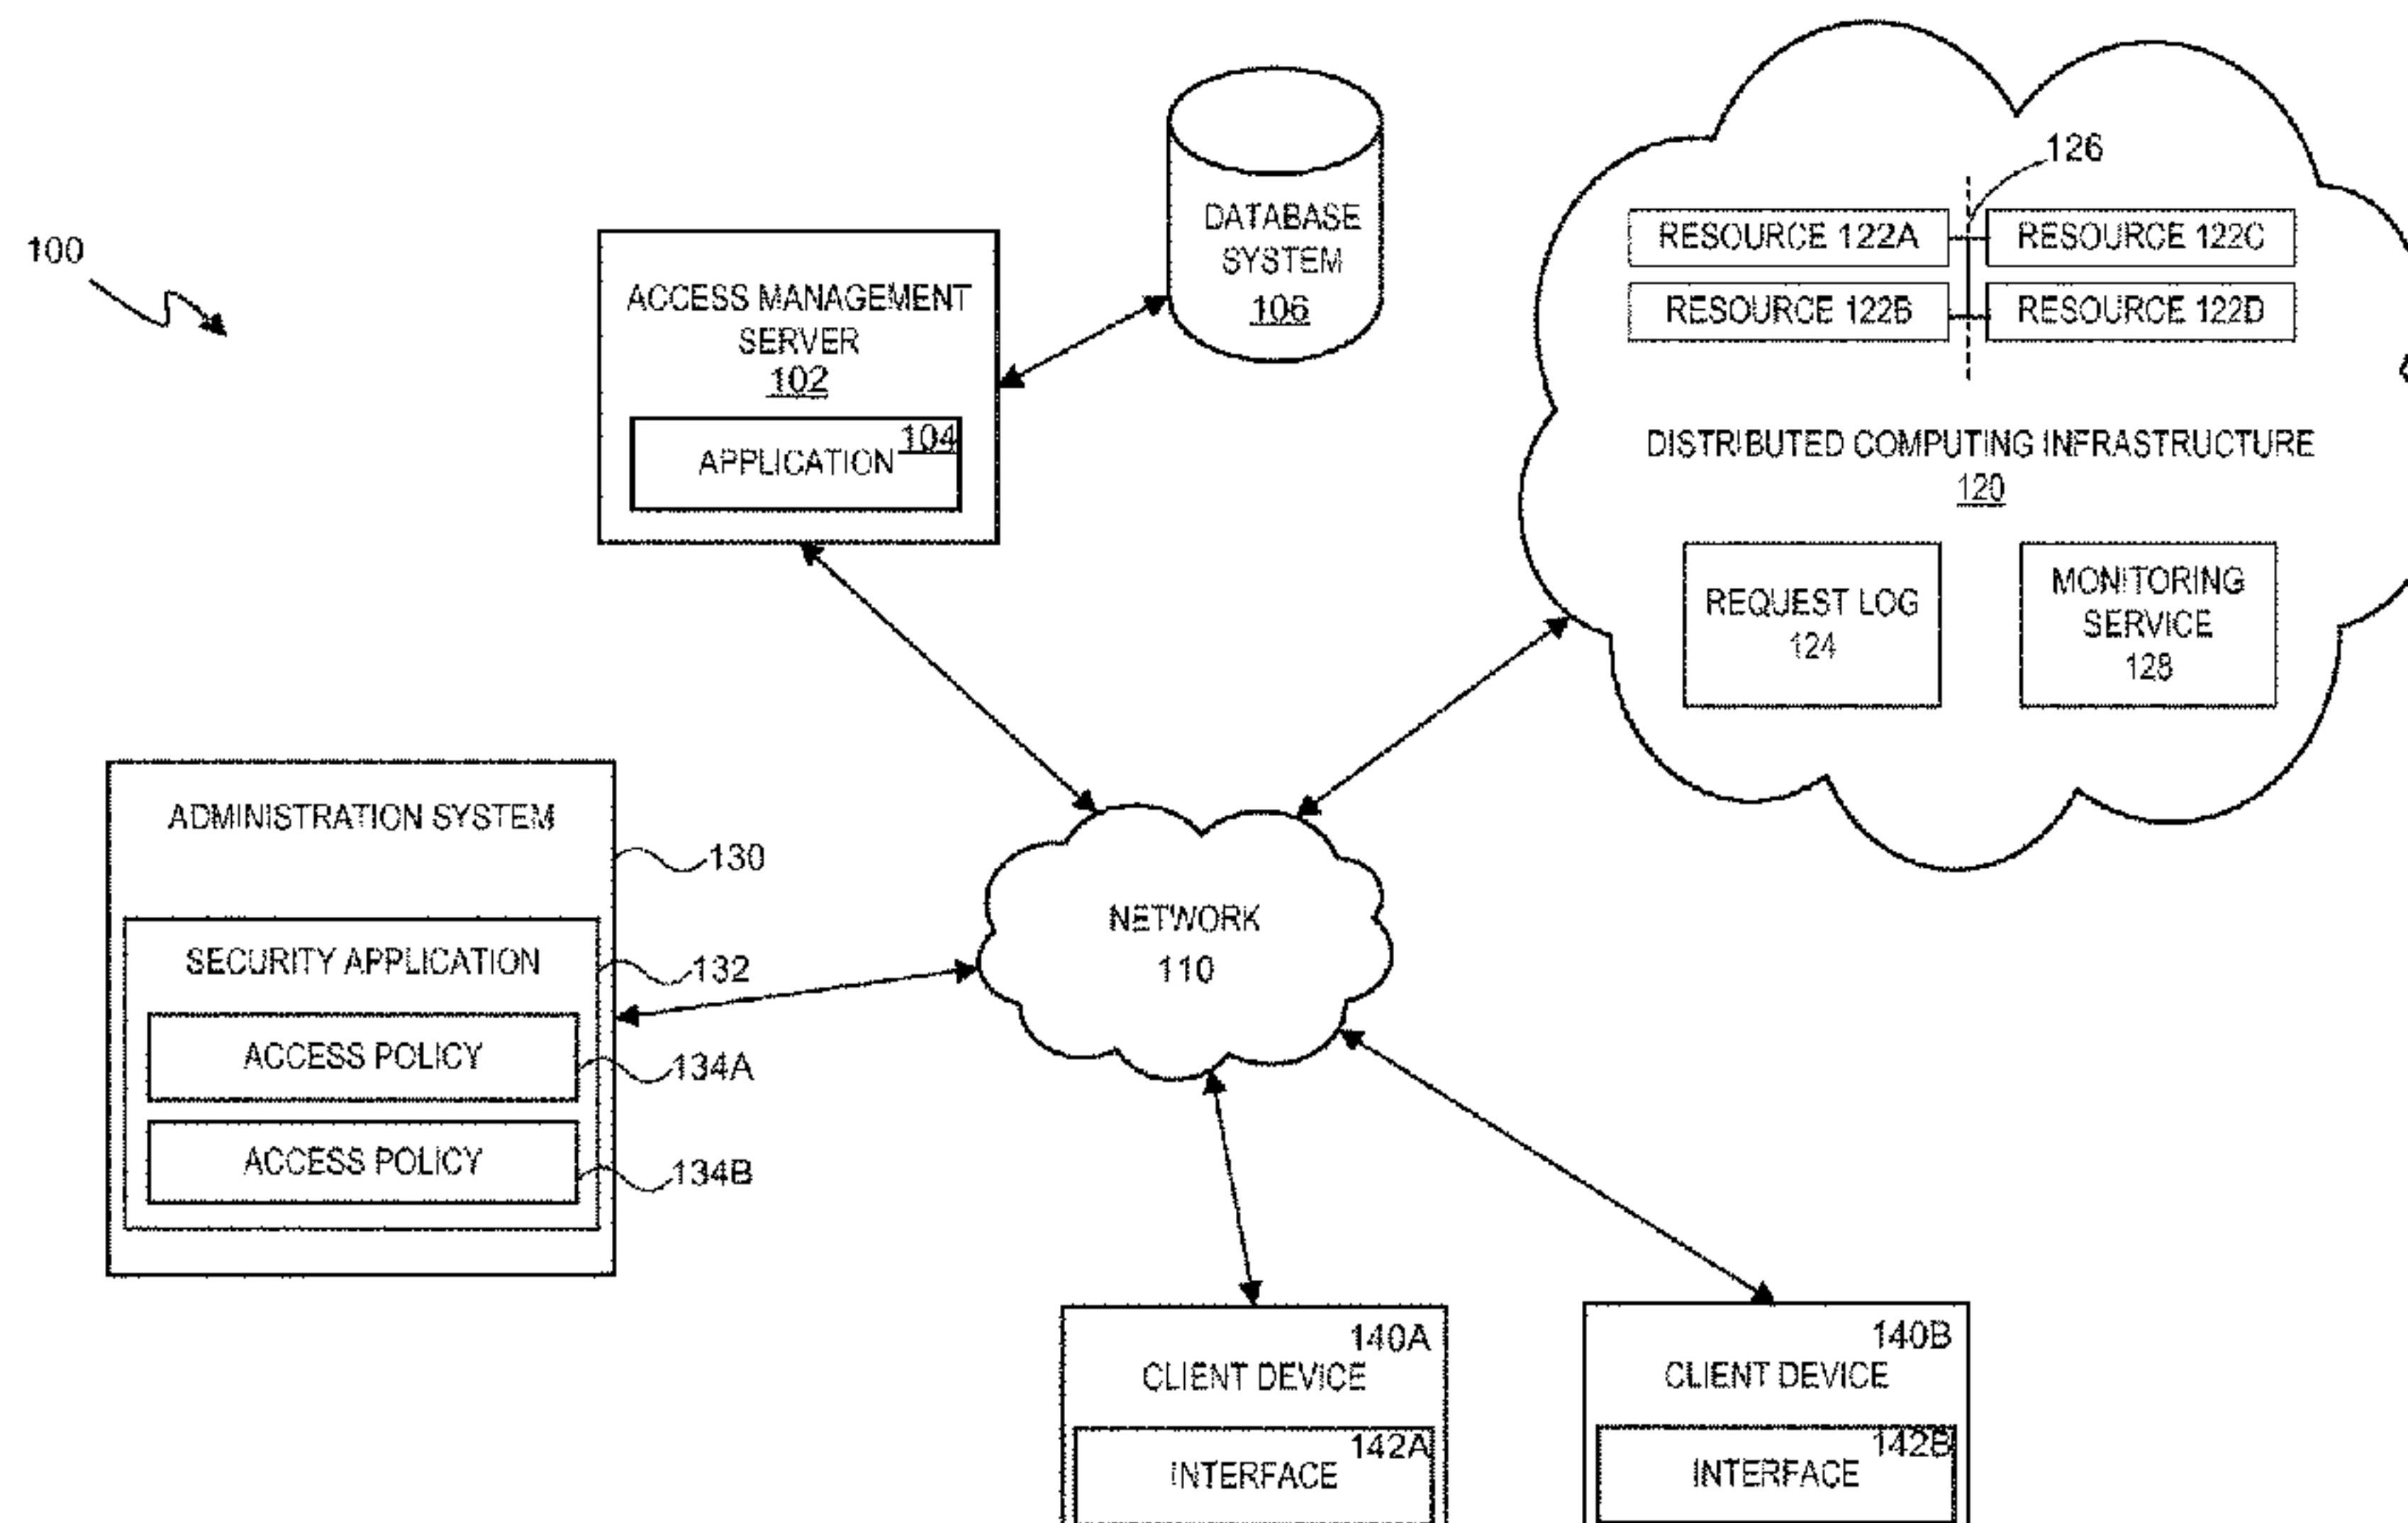 100
ACCESS MANAGEMENT
SERVER
102
APPLICATION
104
DATABASE
SYSTEM
106
126
RESOURCE 122A
RESOURCE 122C
RESOURCE 122B
RESOURCE 122D
DISTRIBUTED COMPUTING INFRASTRUCTURE
120
REQUEST LOG
124
MONITORING
SERVICE
128
ADMINISTRATION SYSTEM
130
SECURITY APPLICATION
132
ACCESS POLICY
134A
ACCESS POLICY
134B
NETWORK
110
140A
CLIENT DEVICE
142A
INTERFACE
140B
CLIENT DEVICE
142B
INTERFACE